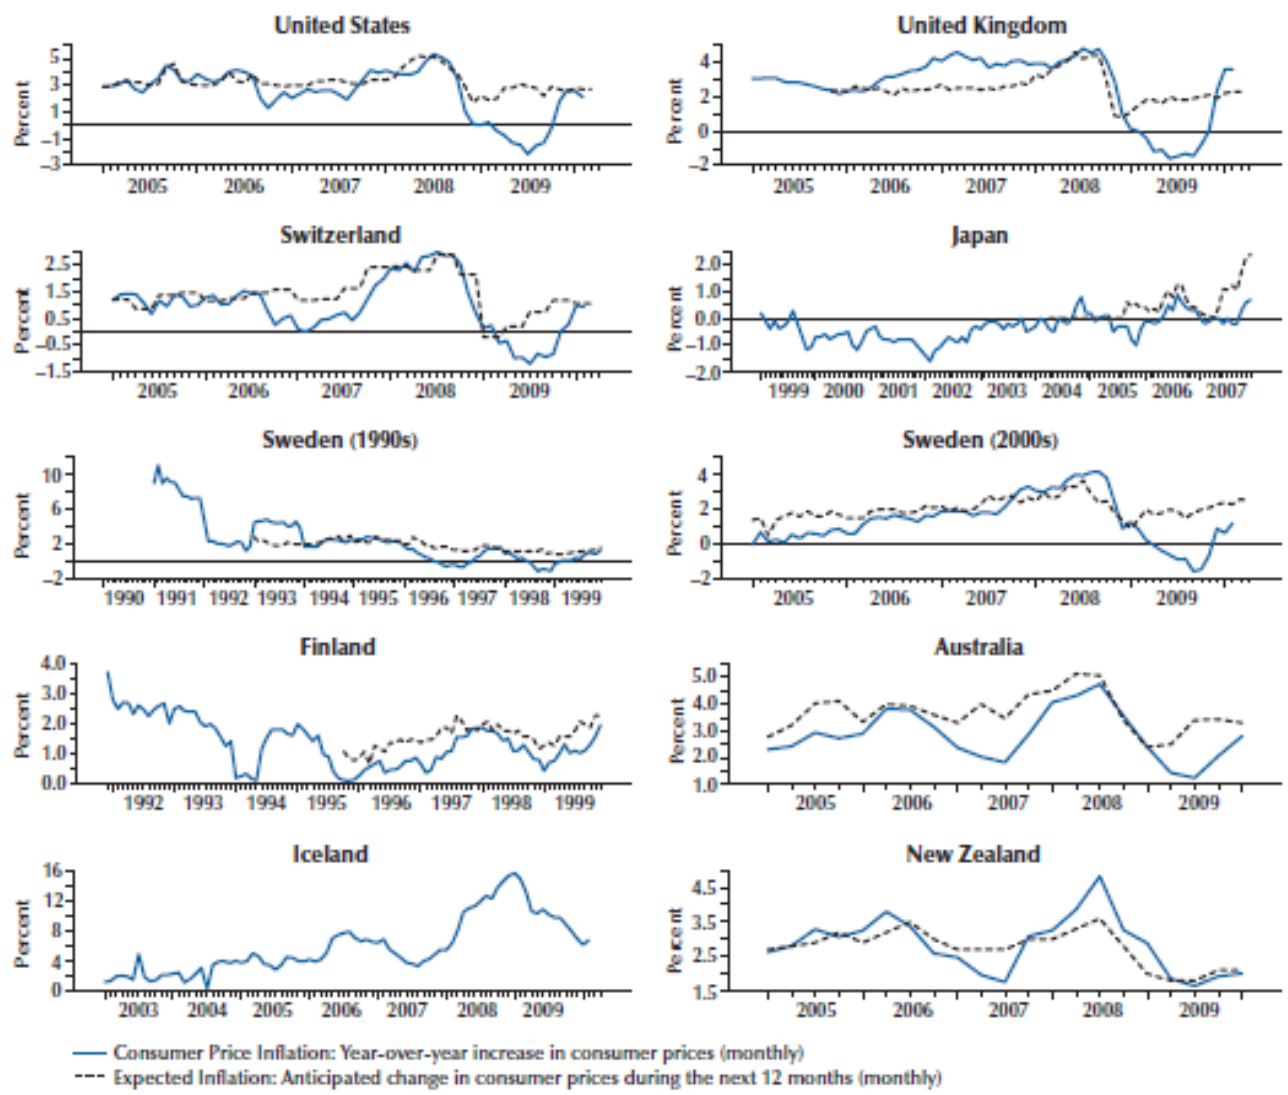 United States
Percent
5
3
1
−1
−3
2005 2006 2007 2008 2009
United Kingdom
Percent
4
2
0
−2
2005 2006 2007 2008 2009
Switzerland
Percent
2.5
1.5
0.5
−0.5
−1.5
2005 2006 2007 2008 2009
Japan
Percent
2.0
1.0
0.0
−1.0
−2.0
1999 2000 2001 2002 2003 2004 2005 2006 2007
Sweden (1990s)
Percent
10
6
2
−2
1990 1991 1992 1993 1994 1995 1996 1997 1998 1999
Sweden (2000s)
Percent
4
2
0
−2
2005 2006 2007 2008 2009
Finland
Percent
4.0
3.0
2.0
1.0
0.0
1992 1993 1994 1995 1996 1997 1998 1999
Australia
Percent
5.0
4.0
3.0
2.0
1.0
2005 2006 2007 2008 2009
Iceland
Percent
16
12
8
4
0
2003 2004 2005 2006 2007 2008 2009
New Zealand
Percent
4.5
3.5
2.5
1.5
2005 2006 2007 2008 2009
Consumer Price Inflation: Year-over-year increase in consumer prices (monthly)
Expected Inflation: Anticipated change in consumer prices during the next 12 months (monthly)